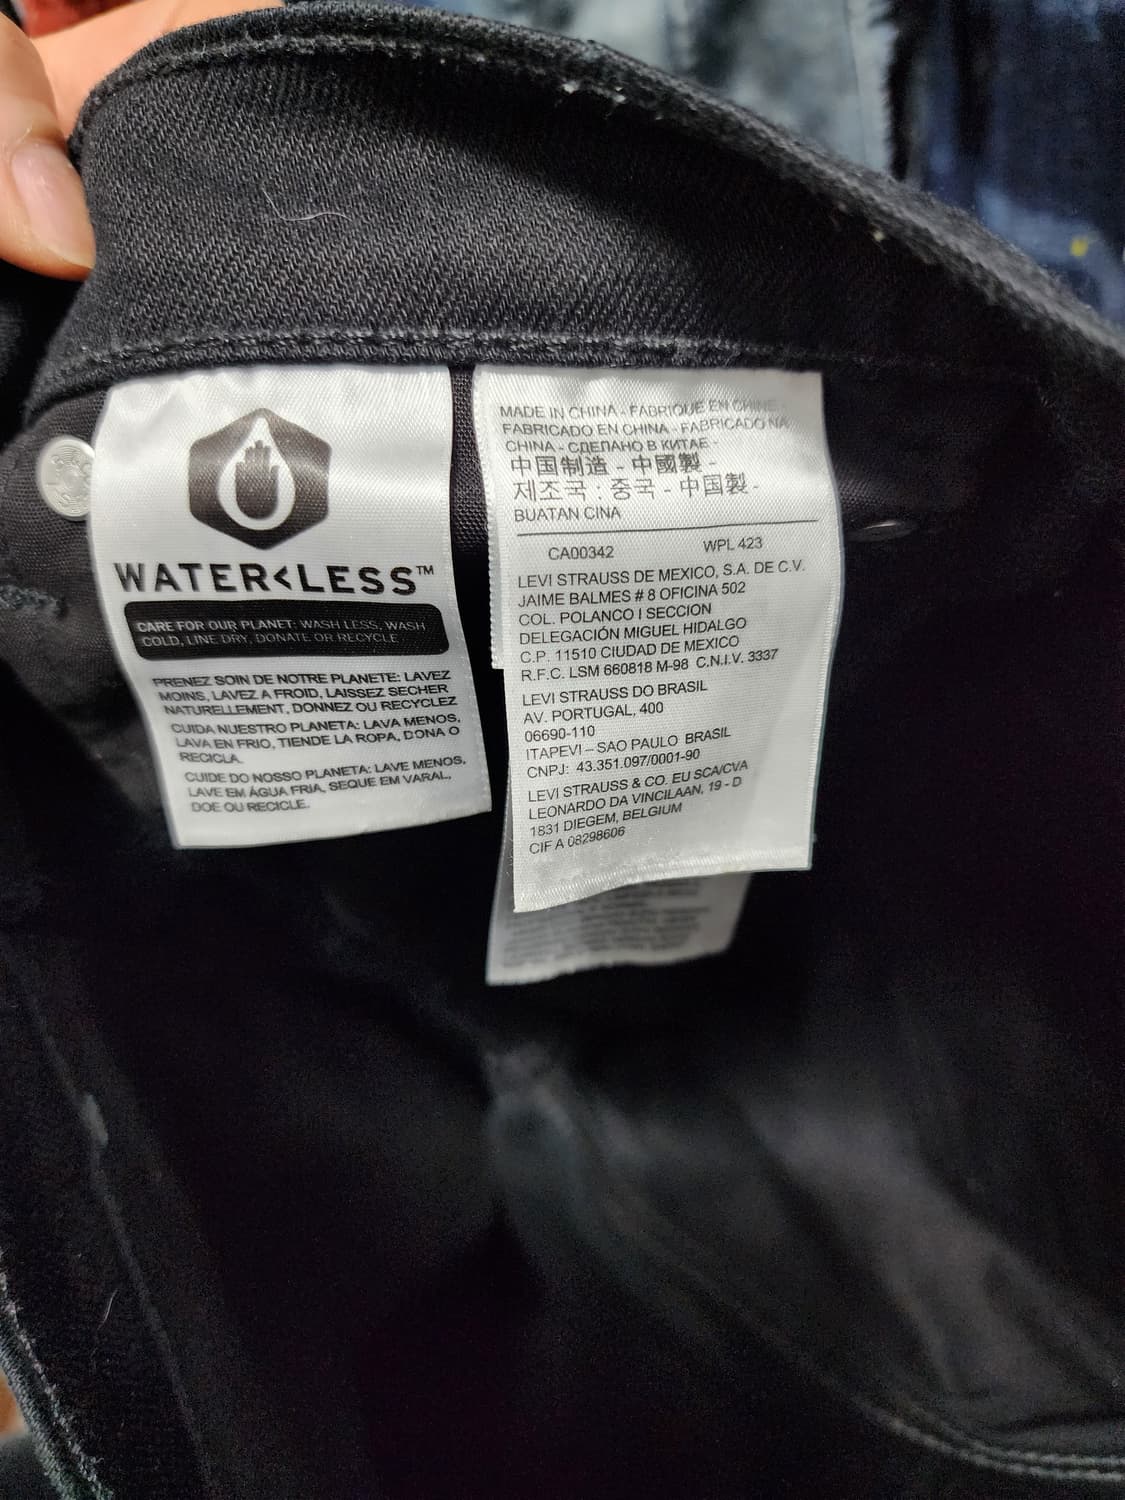 WATER<LESS™
CARE FOR OUR PLANET: WASH LESS, WASH
COLD, LINE DRY, DONATE OR RECYCLE
PRENEZ SOIN DE NOTRE PLANETE: LAVEZ
MOINS, LAVEZ A FROID, LAISSEZ SECHER
NATURELLEMENT, DONNEZ OU RECYCLEZ
CUIDA NUESTRO PLANETA: LAVA MENOS,
LAVA EN FRIO, TIENDE LA ROPA, DONA O
RECICLA.
CUIDE DO NOSSO PLANETA: LAVE MENOS,
LAVE EM ÁGUA FRIA, SEQUE EM VARAL,
DOE OU RECICLE.
MADE IN CHINA - FABRIQUE EN CHINE -
FABRICADO EN CHINA - FABRICADO NA
CHINA - СДЕЛАНО В КИТАЕ -
中国制造 - 中國製 -
제조국 : 중국 - 中国製 -
BUATAN CINA
CA00342 WPL 423
LEVI STRAUSS DE MEXICO, S.A. DE C.V.
JAIME BALMES # 8 OFICINA 502
COL. POLANCO I SECCION
DELEGACIÓN MIGUEL HIDALGO
C.P. 11510 CIUDAD DE MEXICO
R.F.C. LSM 660818 M-98 C.N.I.V. 3337
LEVI STRAUSS DO BRASIL
AV. PORTUGAL, 400
06690-110
ITAPEVI – SAO PAULO BRASIL
CNPJ: 43.351.097/0001-90
LEVI STRAUSS & CO. EU SCA/CVA
LEONARDO DA VINCILAAN, 19 - D
1831 DIEGEM, BELGIUM
CIF A 08298606